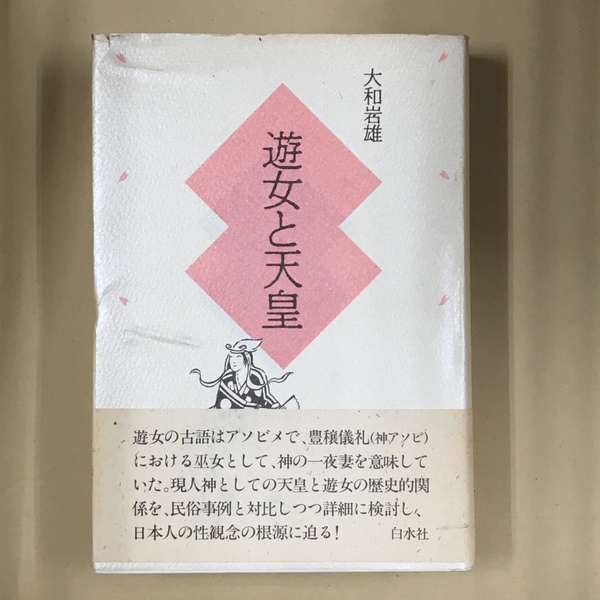 大和岩雄
遊女と天皇
遊女の古語はアソビメで、豊穣儀礼(神アソビ)
における巫女として、神の一夜妻を意味して
いた。現人神としての天皇と遊女の歴史的関
係を、民俗事例と対比しつつ詳細に検討し、
日本人の性観念の根源に迫る!
白水社